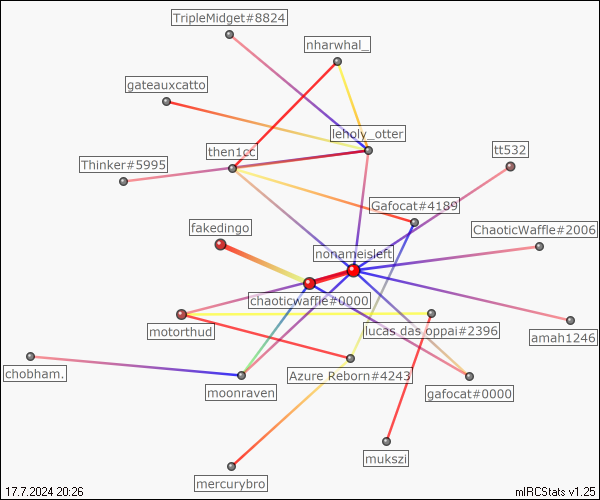 TripleMidget#8824
nharwhal_
gateauxcatto
leholy_otter
then1cc
tt532
Thinker#5995
Gafocat#4189
fakedingo
ChaoticWaffle#2006
nonameisleft
chaoticwaffle#0000
motorthud
lucas.das.oppai#2396
amah1246
chobham.
Azure Reborn#4243
moonraven
gafocat#0000
mukszi
mercurybro
17.7.2024 20:26
mIRCStats v1.25